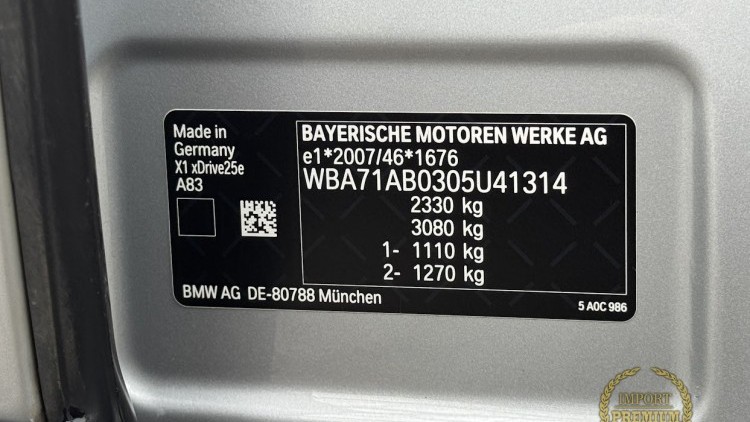 Made in
Germany
X1 xDrive25e
A83
BAYERISCHE MOTOREN WERKE AG
e1*2007/46*1676
WBA71AB0305U41314
2330 kg
3080 kg
1- 1110 kg
2- 1270 kg
BMW AG DE-80788 München
5 A0C 986
IMPORT
PREMIUM